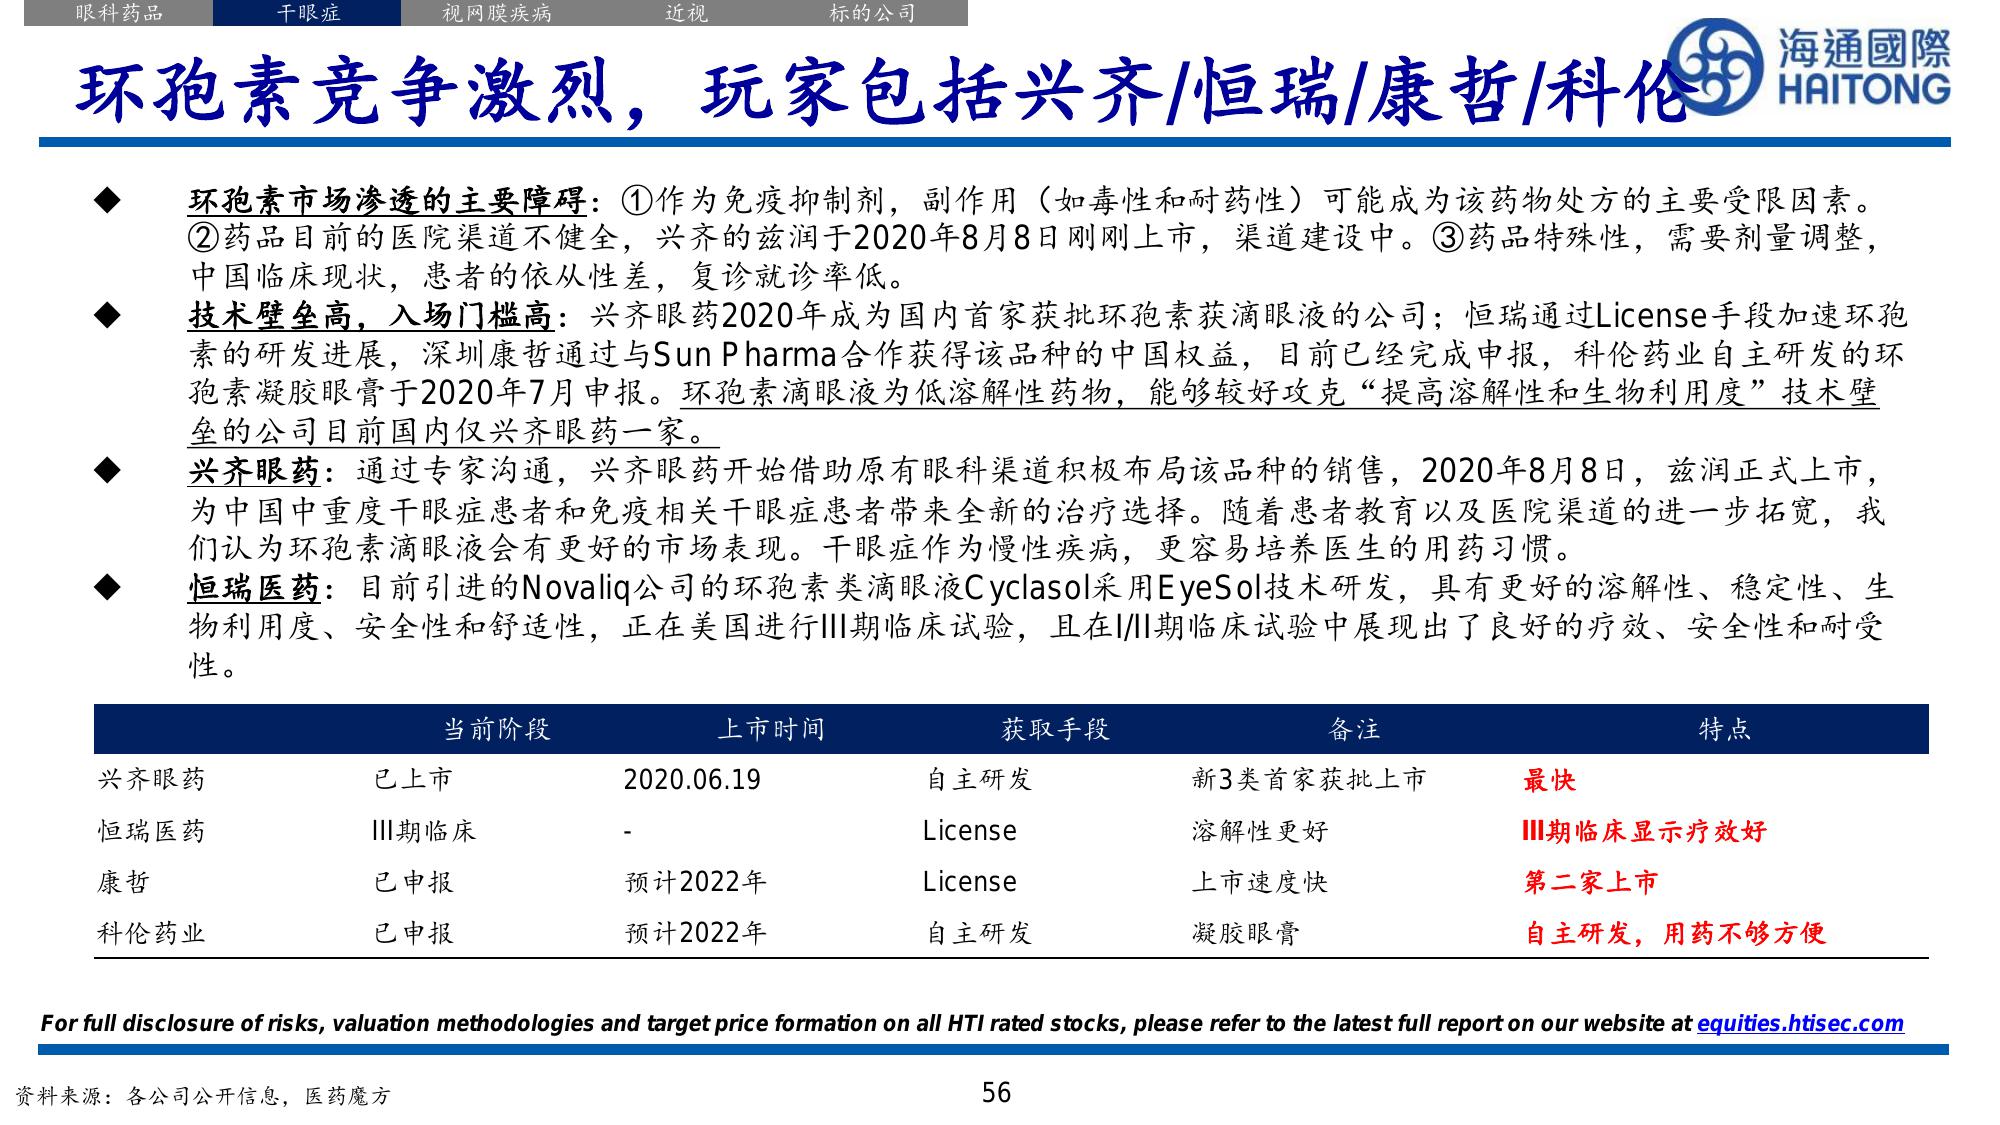 眼科药品 干眼症 视网膜疾病 近视 标的公司
环孢素竞争激烈，玩家包括兴齐/恒瑞/康哲/科伦
海通國際
HAITONG
◆ 环孢素市场渗透的主要障碍：①作为免疫抑制剂，副作用（如毒性和耐药性）可能成为该药物处方的主要受限因素。
②药品目前的医院渠道不健全，兴齐的兹润于2020年8月8日刚刚上市，渠道建设中。③药品特殊性，需要剂量调整，
中国临床现状，患者的依从性差，复诊就诊率低。
◆ 技术壁垒高，入场门槛高：兴齐眼药2020年成为国内首家获批环孢素获滴眼液的公司；恒瑞通过License手段加速环孢
素的研发进展，深圳康哲通过与Sun Pharma合作获得该品种的中国权益，目前已经完成申报，科伦药业自主研发的环
孢素凝胶眼膏于2020年7月申报。环孢素滴眼液为低溶解性药物，能够较好攻克“提高溶解性和生物利用度”技术壁
垒的公司目前国内仅兴齐眼药一家。
◆ 兴齐眼药：通过专家沟通，兴齐眼药开始借助原有眼科渠道积极布局该品种的销售，2020年8月8日，兹润正式上市，
为中国中重度干眼症患者和免疫相关干眼症患者带来全新的治疗选择。随着患者教育以及医院渠道的进一步拓宽，我
们认为环孢素滴眼液会有更好的市场表现。干眼症作为慢性疾病，更容易培养医生的用药习惯。
◆ 恒瑞医药：目前引进的Novaliq公司的环孢素类滴眼液Cyclasol采用EyeSol技术研发，具有更好的溶解性、稳定性、生
物利用度、安全性和舒适性，正在美国进行III期临床试验，且在I/II期临床试验中展现出了良好的疗效、安全性和耐受
性。
当前阶段 上市时间 获取手段 备注 特点
兴齐眼药 已上市 2020.06.19 自主研发 新3类首家获批上市 最快
恒瑞医药 III期临床 - License 溶解性更好 III期临床显示疗效好
康哲 已申报 预计2022年 License 上市速度快 第二家上市
科伦药业 已申报 预计2022年 自主研发 凝胶眼膏 自主研发，用药不够方便
For full disclosure of risks, valuation methodologies and target price formation on all HTI rated stocks, please refer to the latest full report on our website at equities.htisec.com
资料来源：各公司公开信息，医药魔方
56